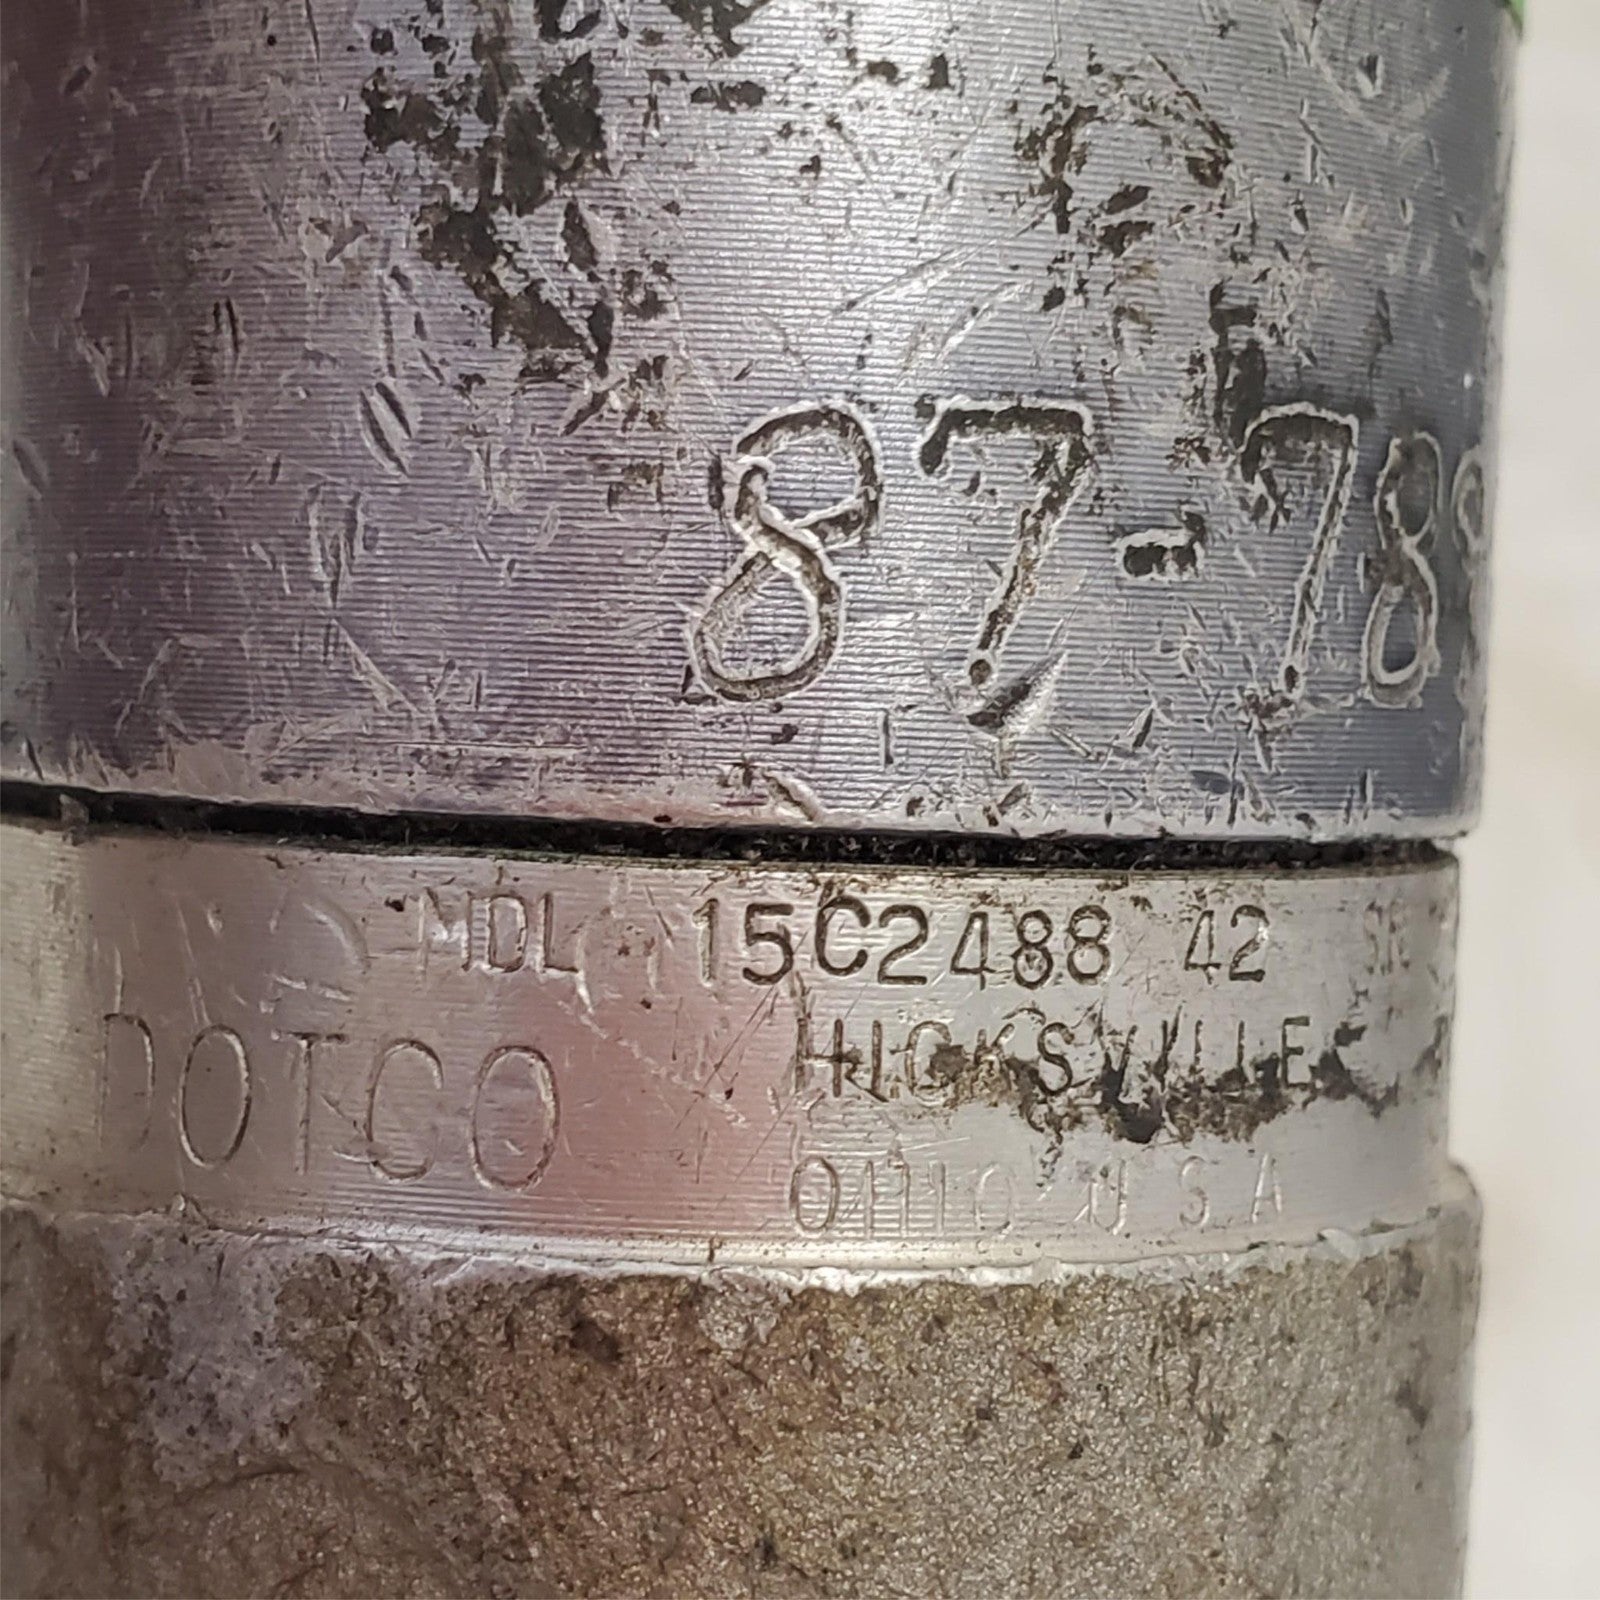 87-78
MDL 15C2488 42
DOTCO
HICKSVILLE
OHIO U S A